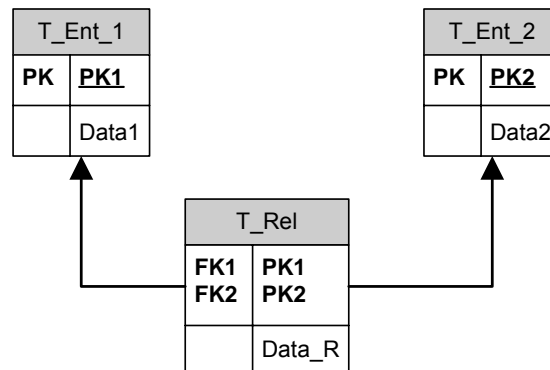 T_Ent_1
PK PK1
Data1
T_Ent_2
PK PK2
Data2
T_Rel
FK1 PK1
FK2 PK2
Data_R